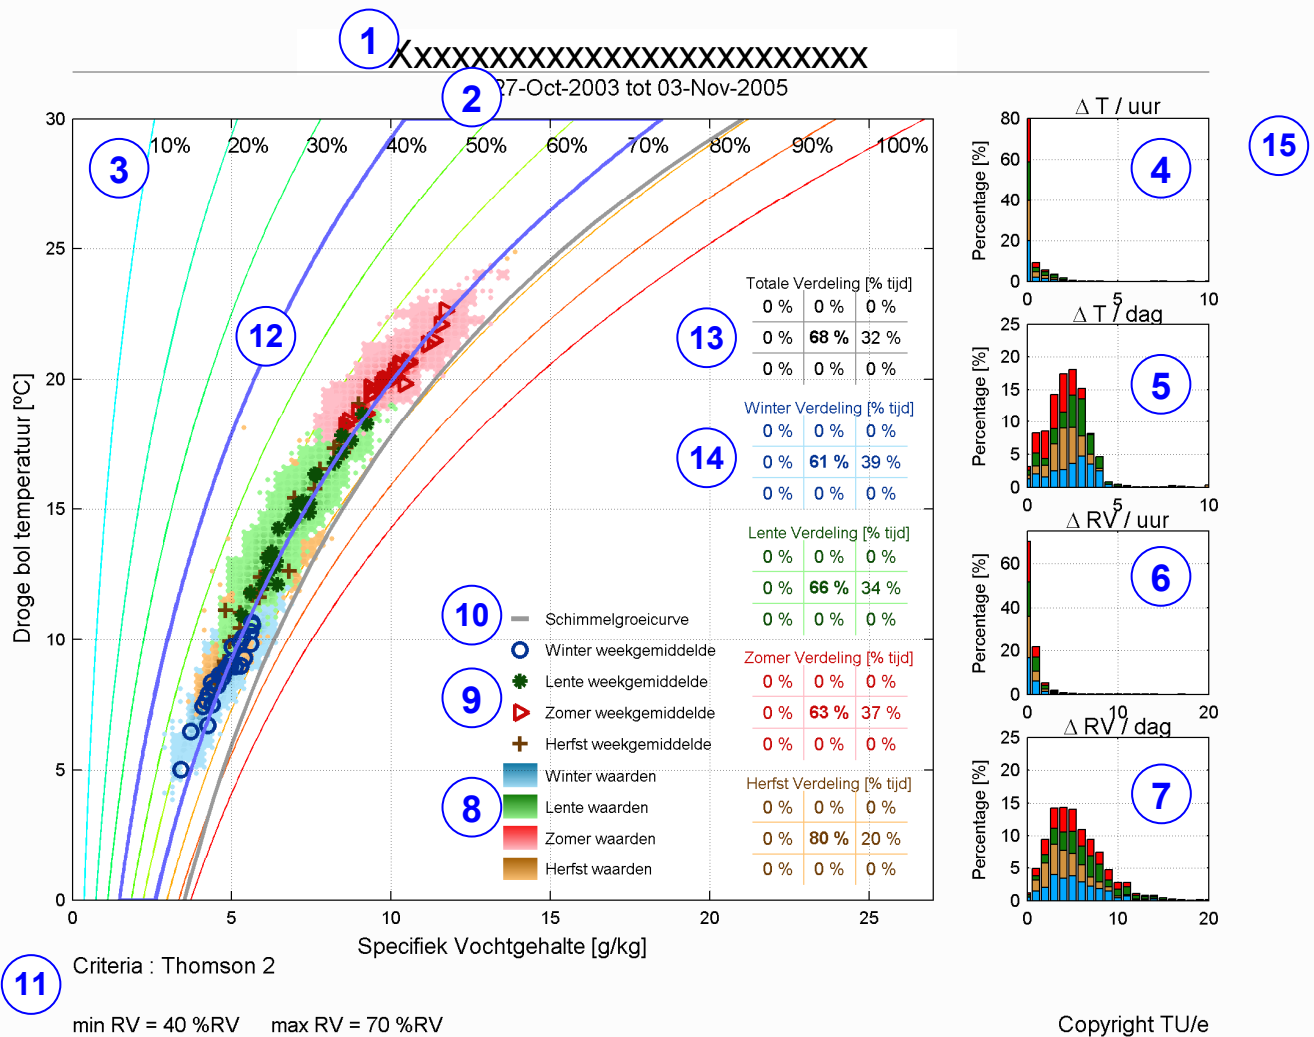 1
Xxxxxxxxxxxxxxxxxxxxxxxxx
2
27-Oct-2003 tot 03-Nov-2005
3
10% 20% 30% 40% 50% 60% 70% 80% 90% 100%
30
25
20
15
10
5
0
Droge bol temperatuur [ºC]
0 5 10 15 20 25
Specifiek Vochtgehalte [g/kg]
12
13
Totale Verdeling [% tijd]
0 % 0 % 0 %
0 % 68 % 32 %
0 % 0 % 0 %
14
Winter Verdeling [% tijd]
0 % 0 % 0 %
0 % 61 % 39 %
0 % 0 % 0 %
Lente Verdeling [% tijd]
0 % 0 % 0 %
0 % 66 % 34 %
0 % 0 % 0 %
Zomer Verdeling [% tijd]
0 % 0 % 0 %
0 % 63 % 37 %
0 % 0 % 0 %
Herfst Verdeling [% tijd]
0 % 0 % 0 %
0 % 80 % 20 %
0 % 0 % 0 %
10
Schimmelgroeicurve
Winter weekgemiddelde
9
Lente weekgemiddelde
Zomer weekgemiddelde
Herfst weekgemiddelde
8
Winter waarden
Lente waarden
Zomer waarden
Herfst waarden
Δ T / uur
4
80
60
40
20
0
Percentage [%]
0 5 10
Δ T / dag
5
25
20
15
10
5
0
Percentage [%]
0 5 10
Δ RV / uur
6
60
40
20
0
Percentage [%]
0 10 20
Δ RV / dag
7
25
20
15
10
5
0
Percentage [%]
0 10 20
15
11
Criteria : Thomson 2
min RV = 40 %RV max RV = 70 %RV
Copyright TU/e